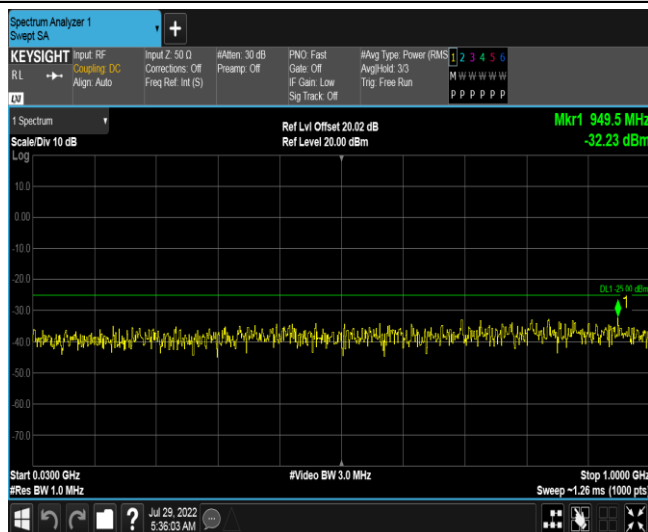 Spectrum Analyzer 1
Swept SA
+
KEYSIGHT
RL
Input: RF
Coupling: DC
Align: Auto
Input Z: 50 Ω
Corrections: Off
Freq Ref: Int (S)
#Atten: 30 dB
Preamp: Off
PNO: Fast
Gate: Off
IF Gain: Low
Sig Track: Off
#Avg Type: Power (RMS
Avg|Hold: 3/3
Trig: Free Run
1 2 3 4 5 6
M W W W W W
P P P P P P
LXI
1 Spectrum
Scale/Div 10 dB
Ref Lvl Offset 20.02 dB
Ref Level 20.00 dBm
Mkr1 949.5 MHz
-32.23 dBm
Log
10.0
0.00
-10.0
-20.0
DL1 -25.00 dBm
1
-30.0
-40.0
-50.0
-60.0
-70.0
Start 0.0300 GHz
#Res BW 1.0 MHz
#Video BW 3.0 MHz
Stop 1.0000 GHz
Sweep ~1.26 ms (1000 pts)
?
Jul 29, 2022
5:36:03 AM